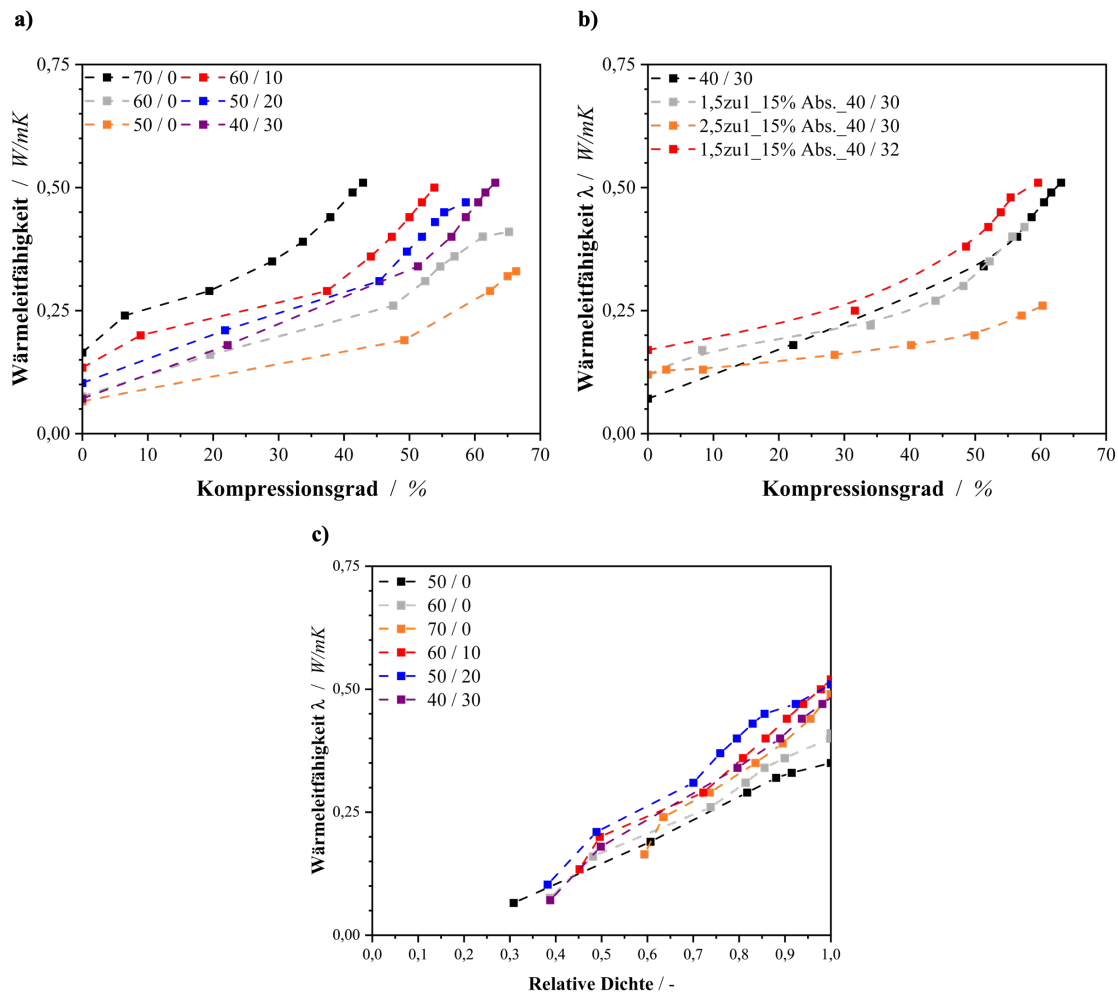 a)
0,75
0,50
0,25
0,00
Wärmeleitfähigkeit / W/mK
70 / 0
60 / 10
60 / 0
50 / 20
50 / 0
40 / 30
0 10 20 30 40 50 60 70
Kompressionsgrad / %
b)
0,75
0,50
0,25
0,00
Wärmeleitfähigkeit λ / W/mK
40 / 30
1,5zu1_15% Abs._40 / 30
2,5zu1_15% Abs._40 / 30
1,5zu1_15% Abs._40 / 32
0 10 20 30 40 50 60 70
Kompressionsgrad / %
c)
0,75
0,50
0,25
0,00
Wärmeleitfähigkeit λ / W/mK
50 / 0
60 / 0
70 / 0
60 / 10
50 / 20
40 / 30
0,0 0,1 0,2 0,3 0,4 0,5 0,6 0,7 0,8 0,9 1,0
Relative Dichte / -